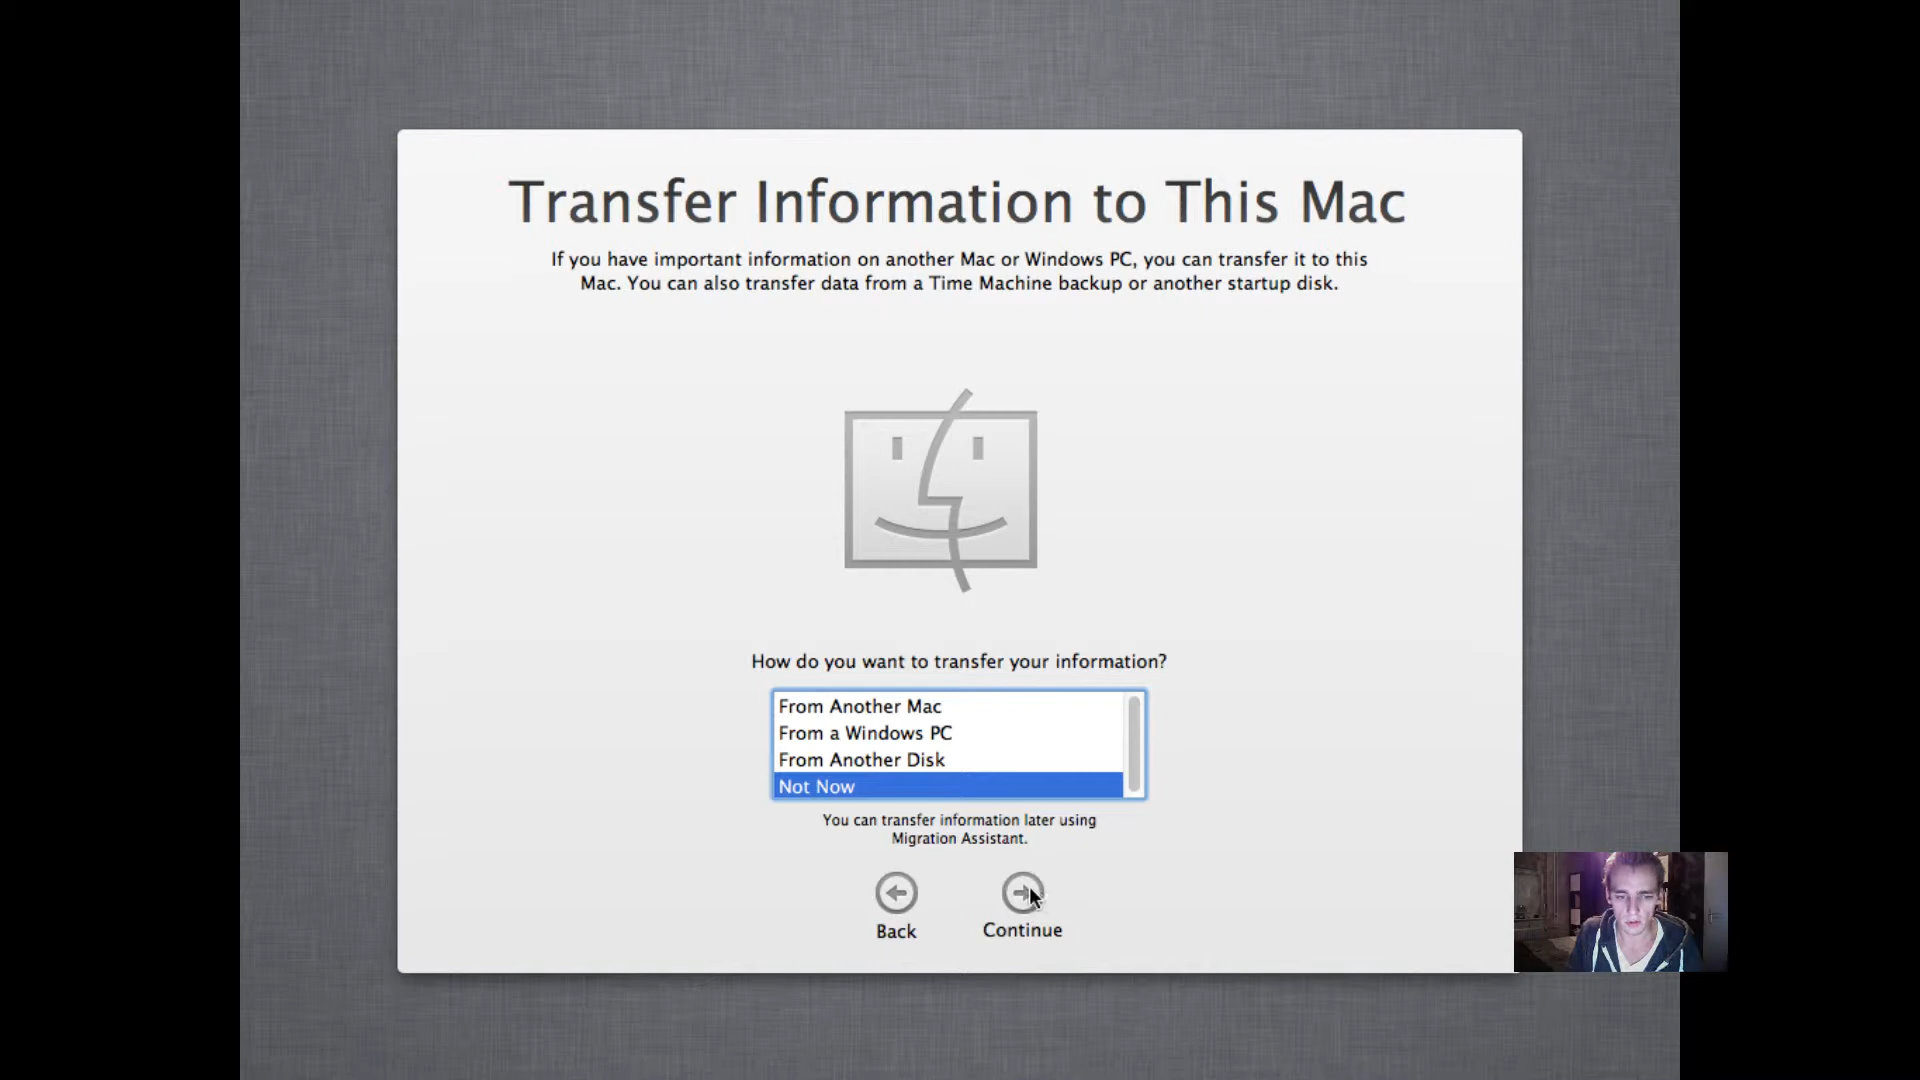 Transfer Information to This Mac
If you have important information on another Mac or Windows PC, you can transfer it to this
Mac. You can also transfer data from a Time Machine backup or another startup disk.
How do you want to transfer your information?
From Another Mac
From a Windows PC
From Another Disk
Not Now
You can transfer information later using
Migration Assistant.
Back
Continue